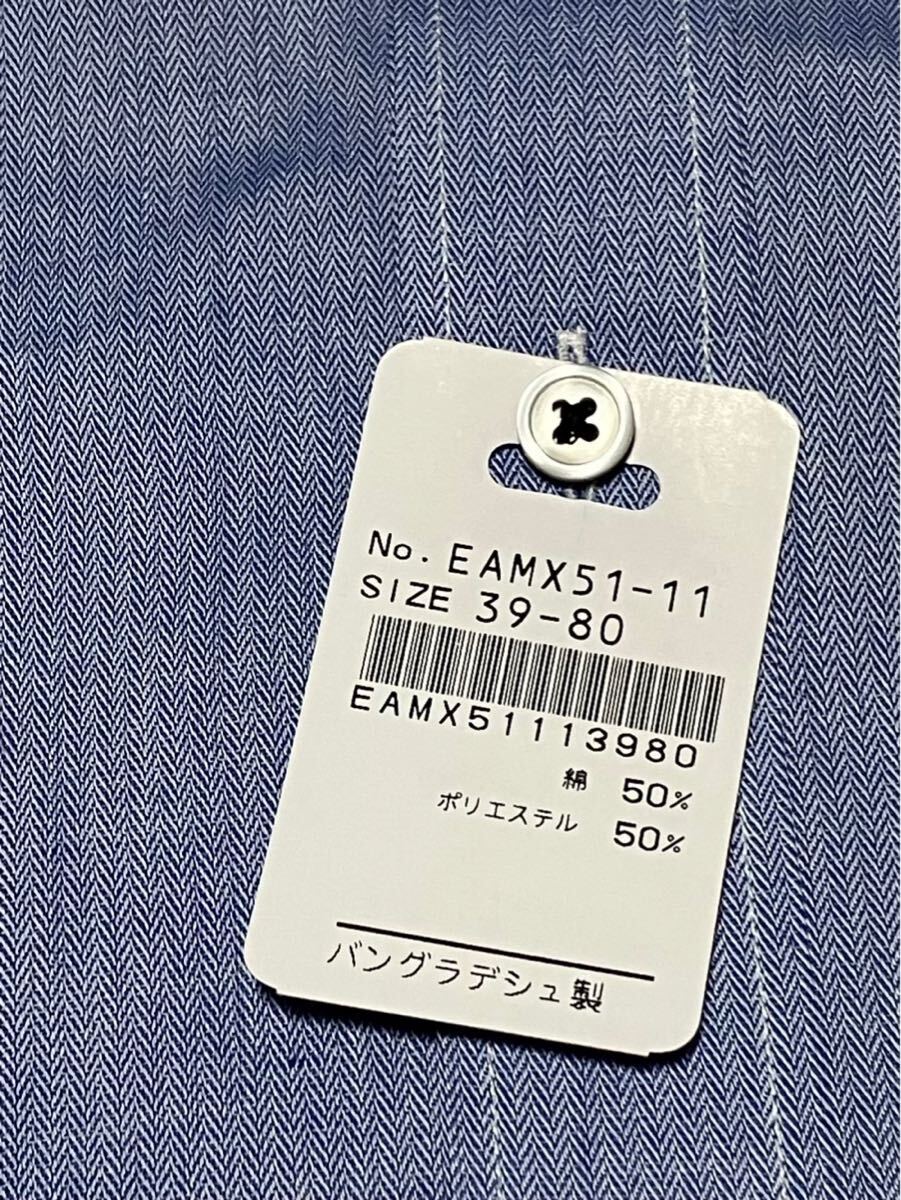 No. EAMX51-11
SIZE 39-80
EAMX51113980
綿 50%
ポリエステル 50%
バングラデシュ製